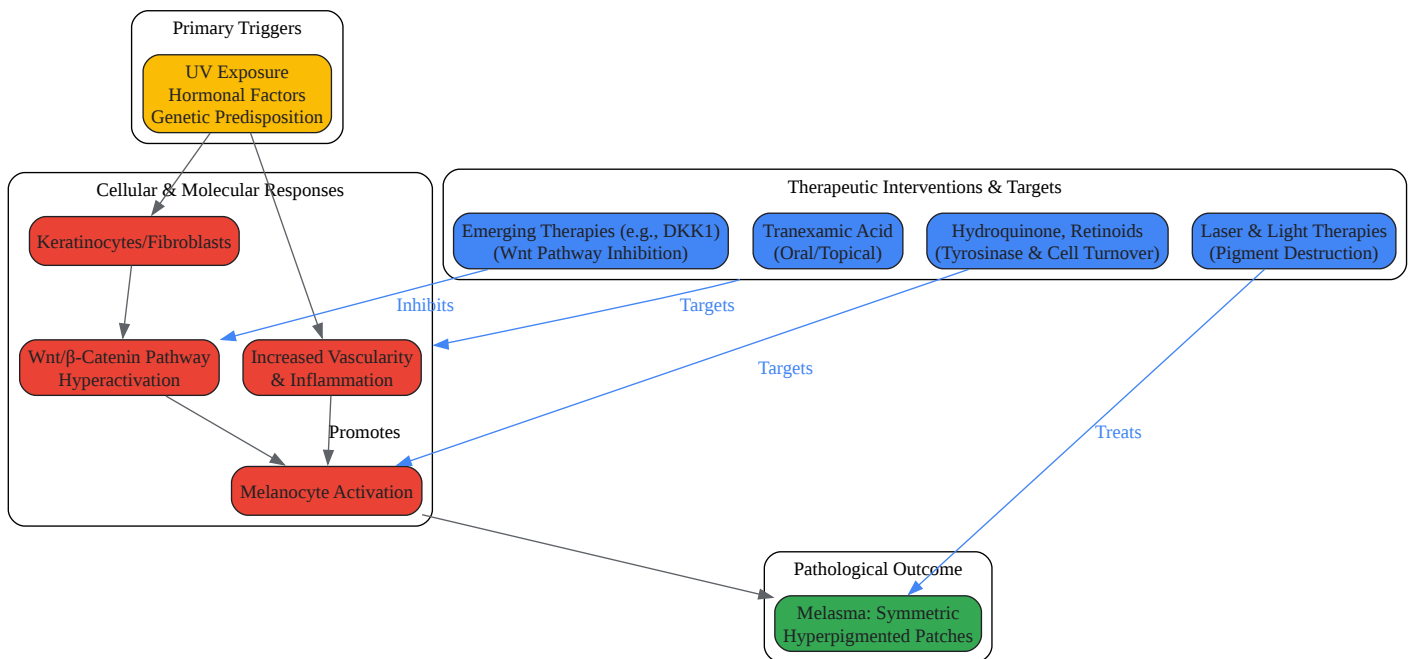 Primary Triggers
UV Exposure
Hormonal Factors
Genetic Predisposition
Cellular & Molecular Responses
Keratinocytes/Fibroblasts
Wnt/β-Catenin Pathway
Hyperactivation
Increased Vascularity
& Inflammation
Promotes
Melanocyte Activation
Therapeutic Interventions & Targets
Emerging Therapies (e.g., DKK1)
(Wnt Pathway Inhibition)
Tranexamic Acid
(Oral/Topical)
Hydroquinone, Retinoids
(Tyrosinase & Cell Turnover)
Laser & Light Therapies
(Pigment Destruction)
Inhibits
Targets
Targets
Treats
Pathological Outcome
Melasma: Symmetric
Hyperpigmented Patches